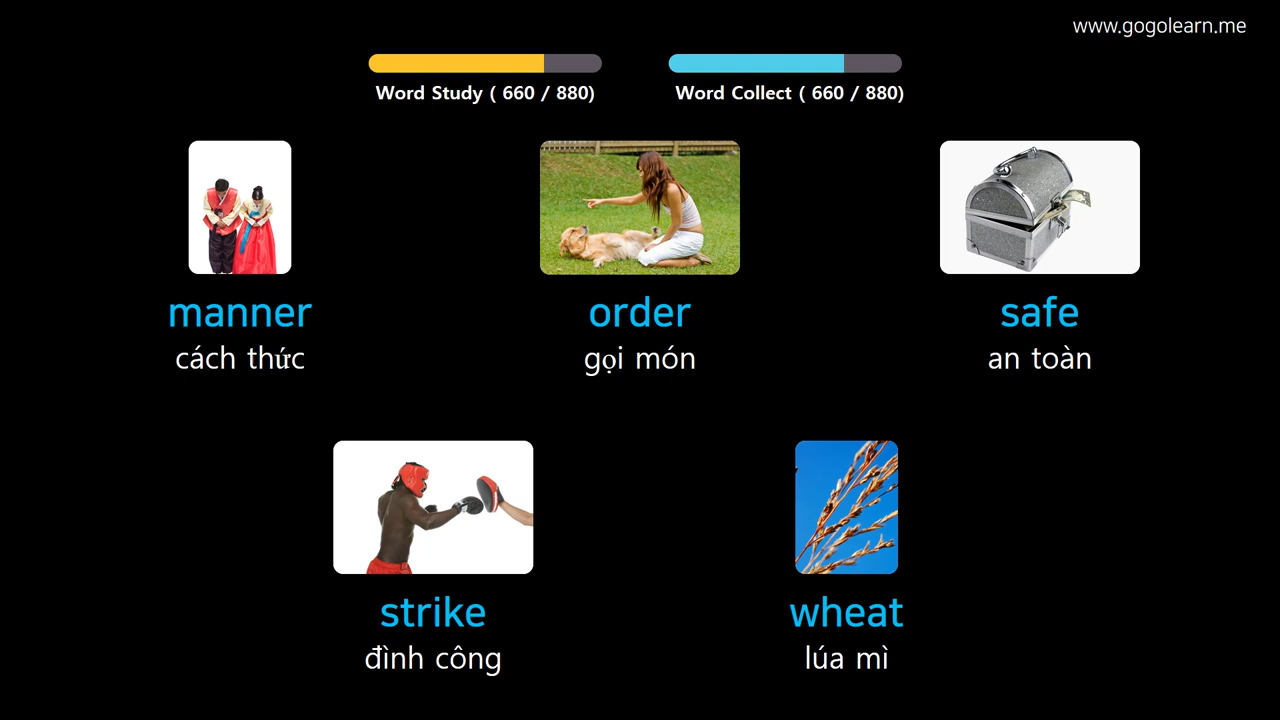 www.gogolearn.me
Word Study ( 660 / 880)
Word Collect ( 660 / 880)
manner
cách thức
order
gọi món
safe
an toàn
strike
đình công
wheat
lúa mì